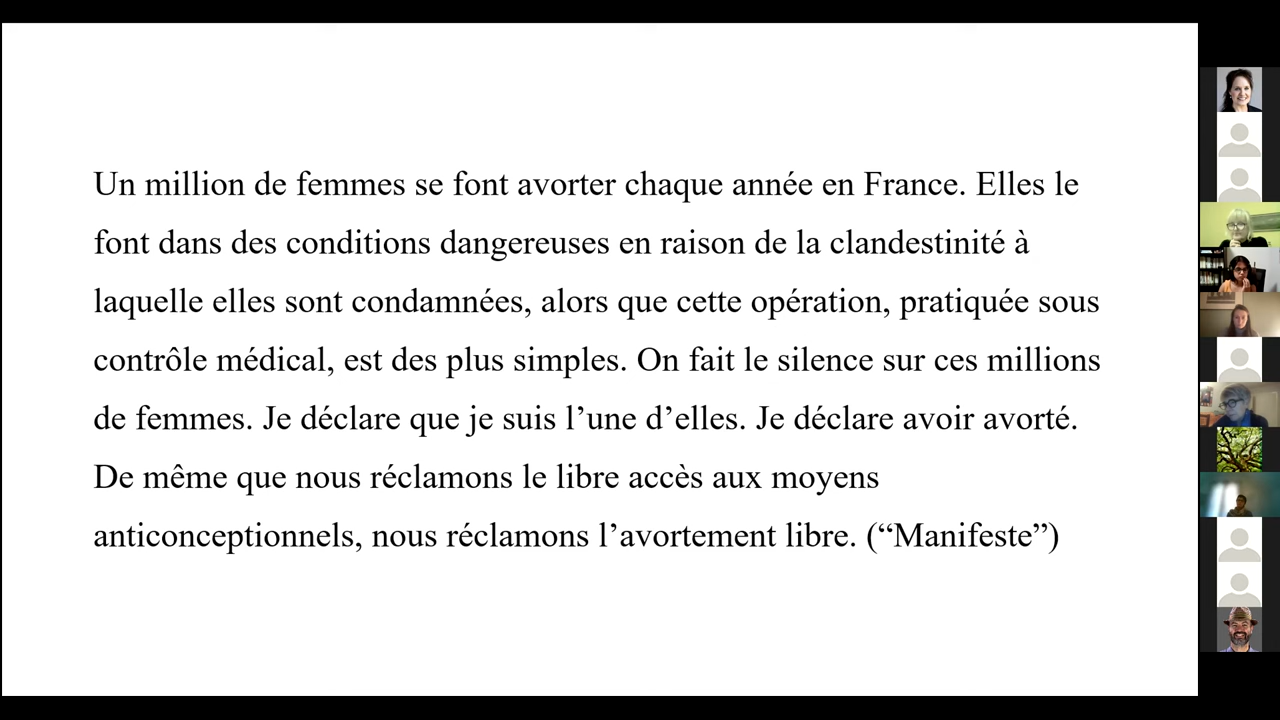 Un million de femmes se font avorter chaque année en France. Elles le
font dans des conditions dangereuses en raison de la clandestinité à
laquelle elles sont condamnées, alors que cette opération, pratiquée sous
contrôle médical, est des plus simples. On fait le silence sur ces millions
de femmes. Je déclare que je suis l’une d’elles. Je déclare avoir avorté.
De même que nous réclamons le libre accès aux moyens
anticonceptionnels, nous réclamons l’avortement libre. (“Manifeste”)